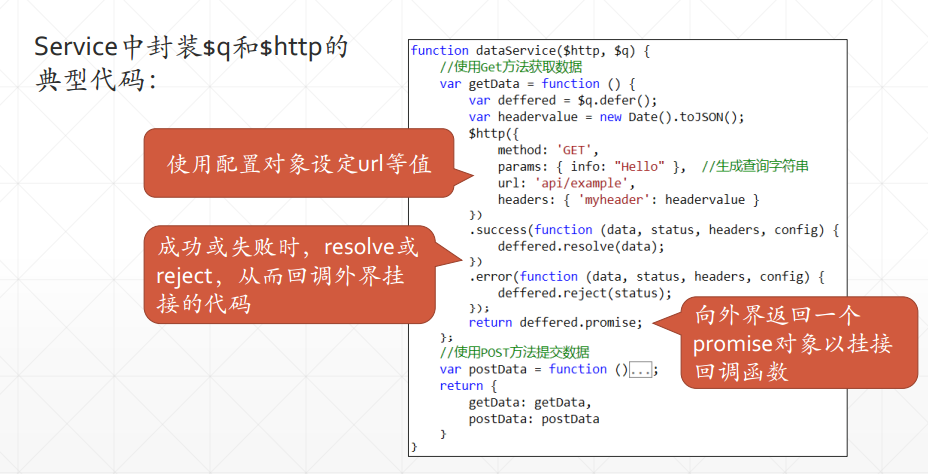 Service中封装$q和$http的
典型代码：
function dataService($http, $q) {
//使用Get方法获取数据
var getData = function () {
var deffered = $q.defer();
var headervalue = new Date().toJSON();
$http({
method: 'GET',
params: { info: "Hello" }, //生成查询字符串
url: 'api/example',
headers: { 'myheader': headervalue }
})
.success(function (data, status, headers, config) {
deffered.resolve(data);
})
.error(function (data, status, headers, config) {
deffered.reject(status);
});
return deffered.promise;
};
//使用POST方法提交数据
var postData = function ()...;
return {
getData: getData,
postData: postData
}
}
使用配置对象设定url等值
成功或失败时，resolve或
reject，从而回调外界挂
接的代码
向外界返回一个
promise对象以挂接
回调函数